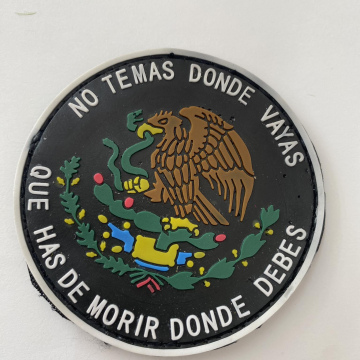 NO TEMAS DONDE VAYAS
QUE HAS DE MORIR DONDE DEBES